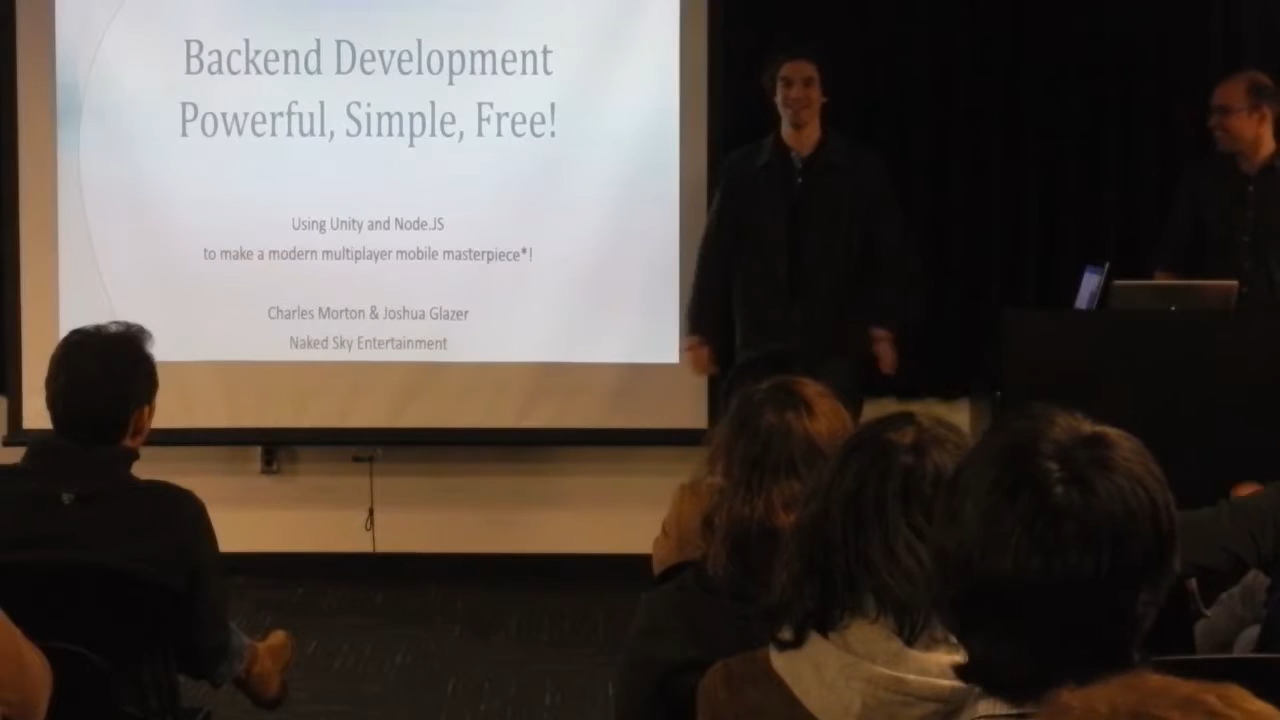 Backend Development
Powerful, Simple, Free!
Using Unity and Node.JS
to make a modern multiplayer mobile masterpiece*!
Charles Morton & Joshua Glazer
Naked Sky Entertainment